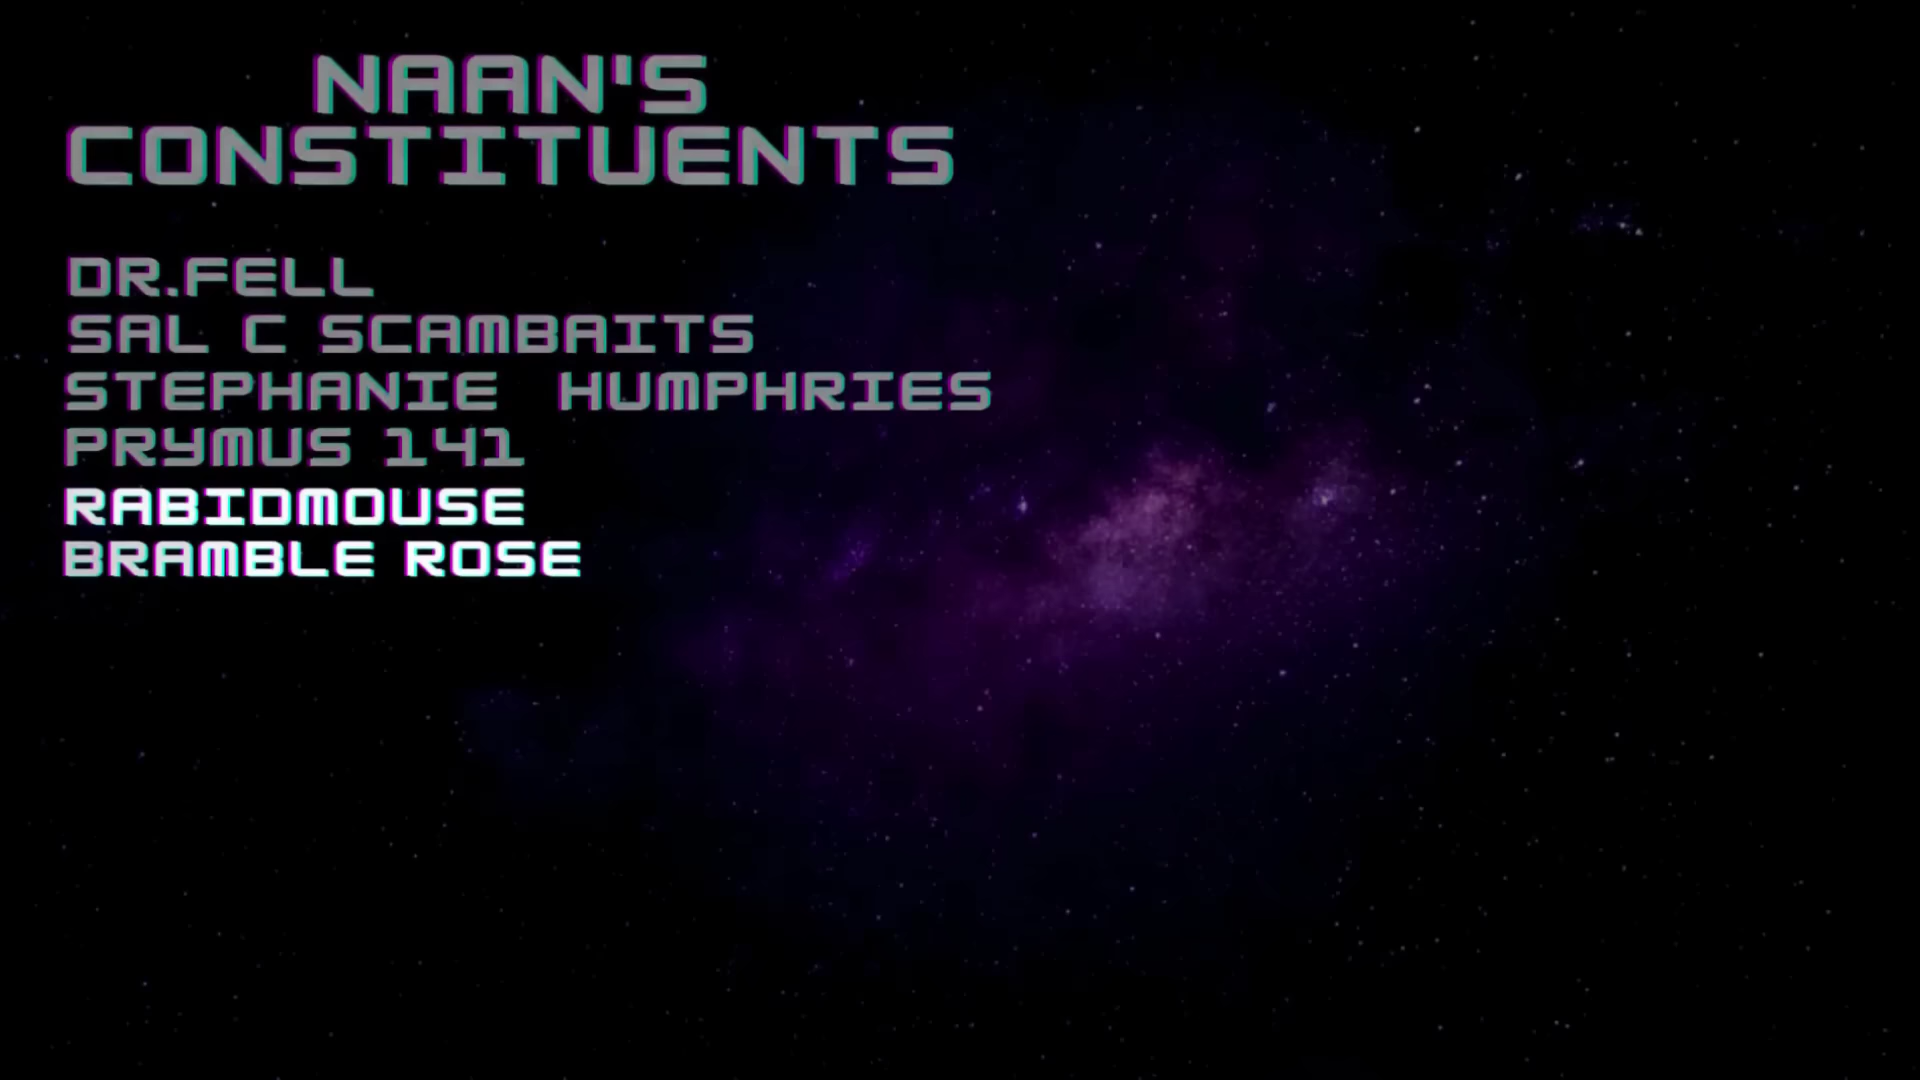 NAAN'S
CONSTITUENTS
DR.FELL
SAL C SCAMBAITS
STEPHANIE HUMPHRIES
PRYMUS 141
RABIDMOUSE
BRAMBLE ROSE